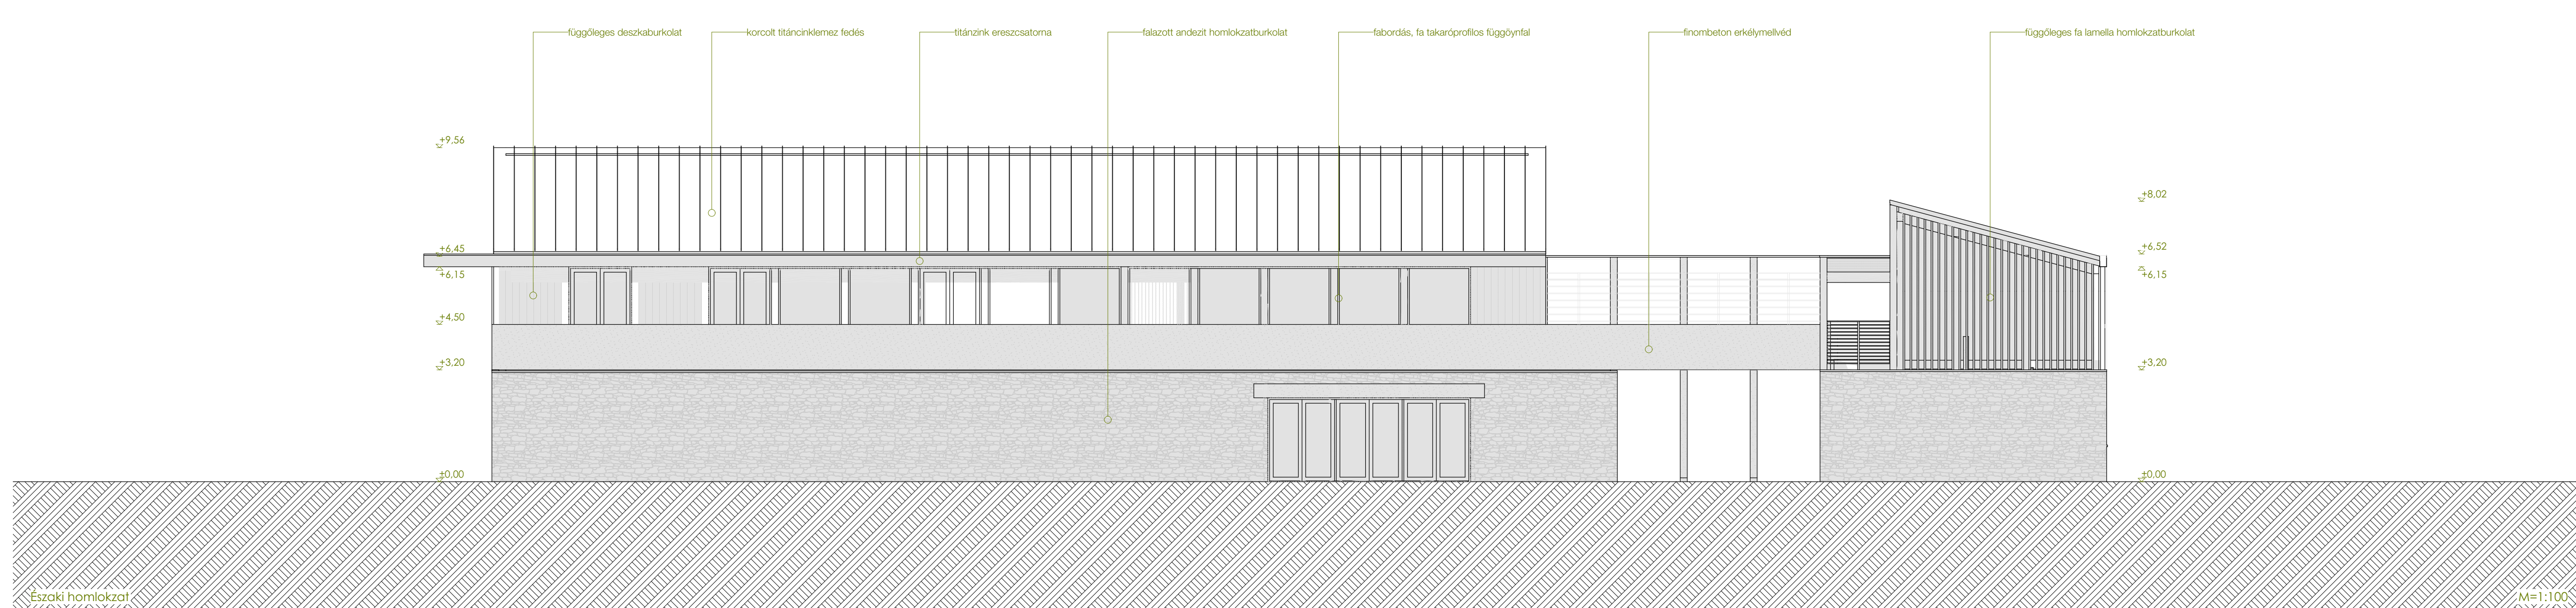 függőleges deszkaburkolat
korcolt titáncinklemez fedés
titánzink ereszcsatorna
falazott andezit homlokzatburkolat
fabordás, fa takaróprofilos függöynfal
finombeton erkélymellvéd
függőleges fa lamella homlokzatburkolat
+9,56
+8,02
+6,45
+6,52
+6,15
+6,15
+4,50
+3,20
+3,20
±0,00
±0,00
Északi homlokzat
M=1:100